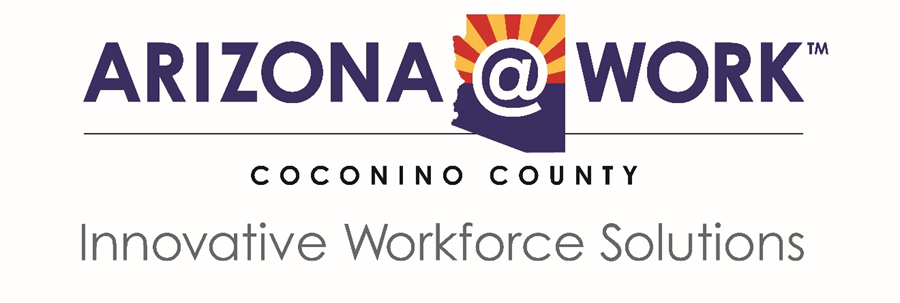 ARIZONA@WORK™
COCONINO COUNTY
Innovative Workforce Solutions